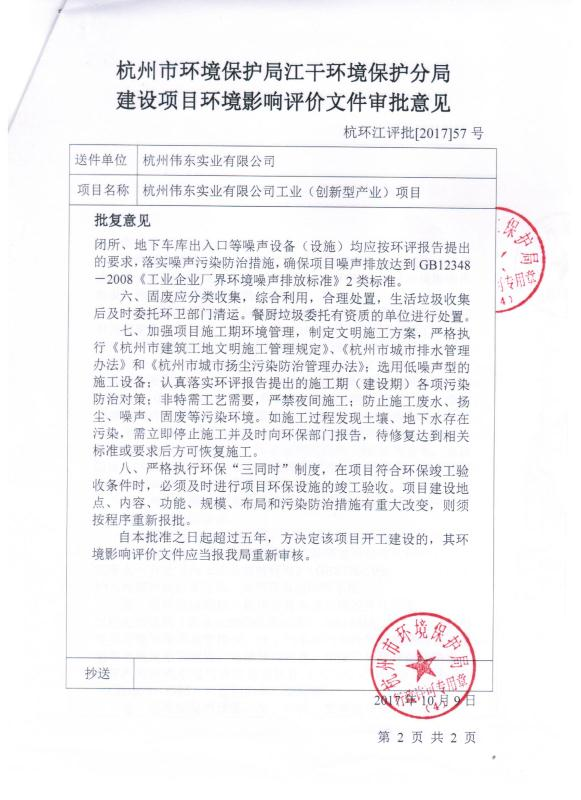 杭州市环境保护局江干环境保护分局
建设项目环境影响评价文件审批意见
杭环江评批[2017]57 号
送件单位 杭州伟东实业有限公司
项目名称 杭州伟东实业有限公司工业（创新型产业）项目
批复意见
闭所、地下车库出入口等噪声设备（设施）均应按环评报告提出
的要求，落实噪声污染防治措施，确保项目噪声排放达到 GB12348
－2008《工业企业厂界环境噪声排放标准》2 类标准。
六、固废应分类收集，综合利用，合理处置，生活垃圾收集
后及时委托环卫部门清运。餐厨垃圾委托有资质的单位进行处置。
七、加强项目施工期环境管理，制定文明施工方案，严格执
行《杭州市建筑工地文明施工管理规定》、《杭州市城市排水管理
办法》和《杭州市城市扬尘污染防治管理办法》；选用低噪声型的
施工设备；认真落实环评报告提出的施工期（建设期）各项污染
防治对策；非特需工艺需要，严禁夜间施工；防止施工废水、扬
尘、噪声、固废等污染环境。如施工过程发现土壤、地下水存在
污染，需立即停止施工并及时向环保部门报告，待修复达到相关
标准或要求后方可恢复施工。
八、严格执行环保“三同时”制度，在项目符合环保竣工验
收条件时，必须及时进行项目环保设施的竣工验收。项目建设地
点、内容、功能、规模、布局和污染防治措施有重大改变，则须
按程序重新报批。
自本批准之日起超过五年，方决定该项目开工建设的，其环
境影响评价文件应当报我局重新审核。
保护局
可专用章
（4）
杭州市环境保护局
行政许可专用章
（4）
抄送
2017年10月9日
第 2 页 共 2 页